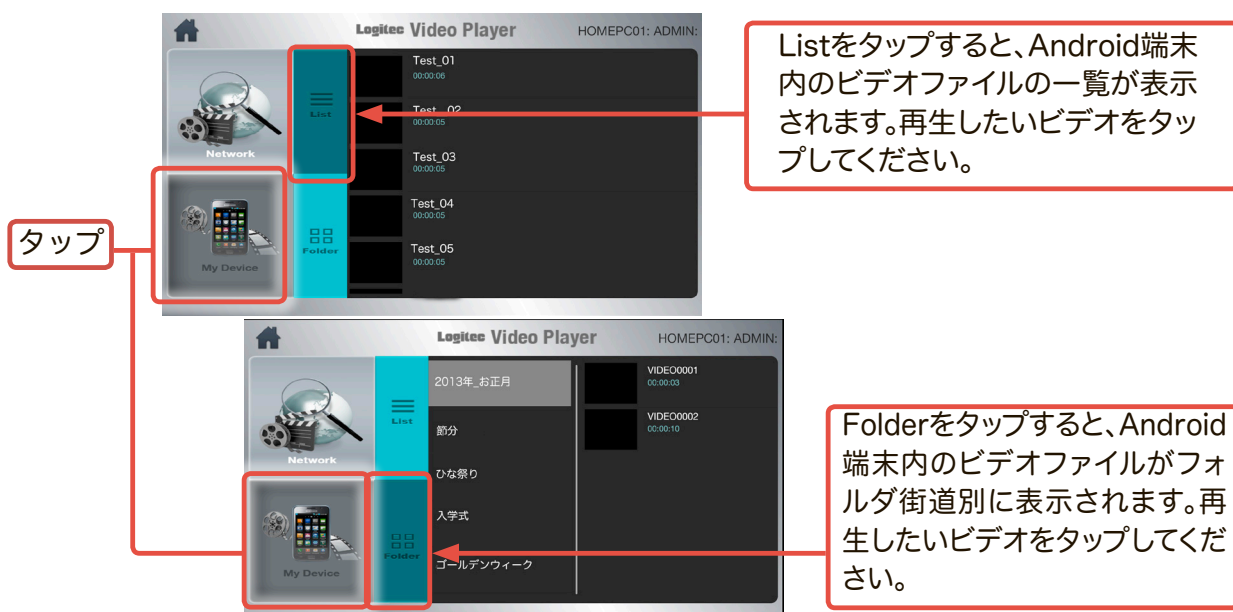 Logitec Video Player
HOMEPC01: ADMIN:
Network
List
Test_01
00:00:06
Test_02
00:00:05
Test_03
00:00:05
Test_04
00:00:05
Test_05
00:00:05
My Device
Folder
Listをタップすると、Android端末
内のビデオファイルの一覧が表示
されます。再生したいビデオをタッ
プしてください。
タップ
Logitec Video Player
HOMEPC01: ADMIN:
Network
List
2013年_お正月
節分
ひな祭り
入学式
ゴールデンウィーク
VIDEO0001
00:00:03
VIDEO0002
00:00:10
My Device
Folder
Folderをタップすると、Android
端末内のビデオファイルがフォ
ルダ街道別に表示されます。再
生したいビデオをタップしてくだ
さい。